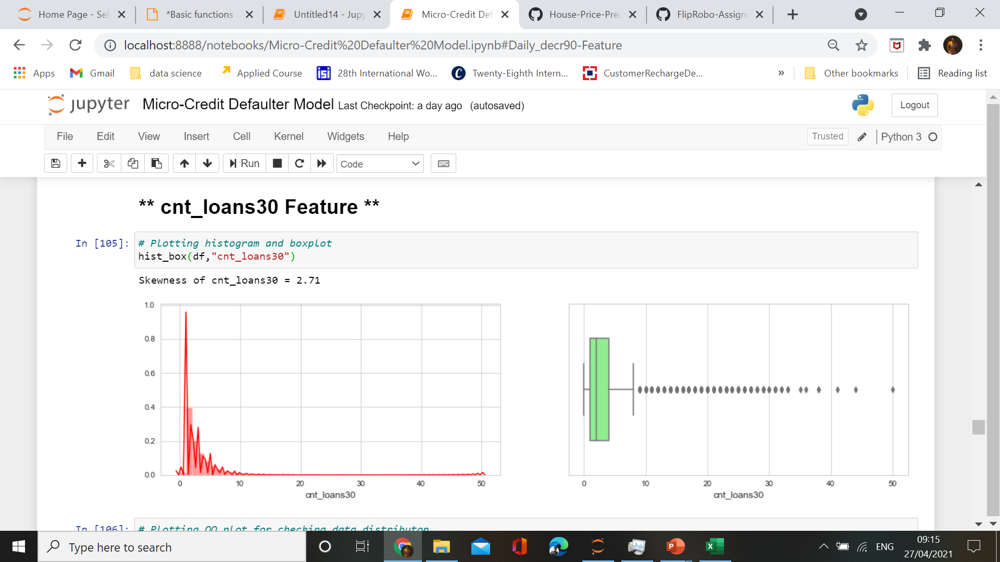 Home Page - Sel
*Basic functions -
Untitled14 - Jupy
Micro-Credit Def
House-Price-Prec
FlipRobo-Assignm
localhost:8888/notebooks/Micro-Credit%20Defaulter%20Model.ipynb#Daily_decr90-Feature
Apps
Gmail
data science
Applied Course
28th International Wo...
Twenty-Eighth Intern...
CustomerRechargeDe...
»
Other bookmarks
Reading list
jupyter
Micro-Credit Defaulter Model Last Checkpoint: a day ago (autosaved)
Logout
File Edit View Insert Cell Kernel Widgets Help
Trusted
Python 3
Run
Code
** cnt_loans30 Feature **
In [105]:
# Plotting histogram and boxplot
hist_box(df,"cnt_loans30")
Skewness of cnt_loans30 = 2.71
1.0
0.8
0.6
0.4
0.2
0.0
0 10 20 30 40 50
cnt_loans30
0 10 20 30 40 50
cnt_loans30
In [106]:
# Plotting QQ plot for checking data distributon
Type here to search
ENG
09:15
27/04/2021